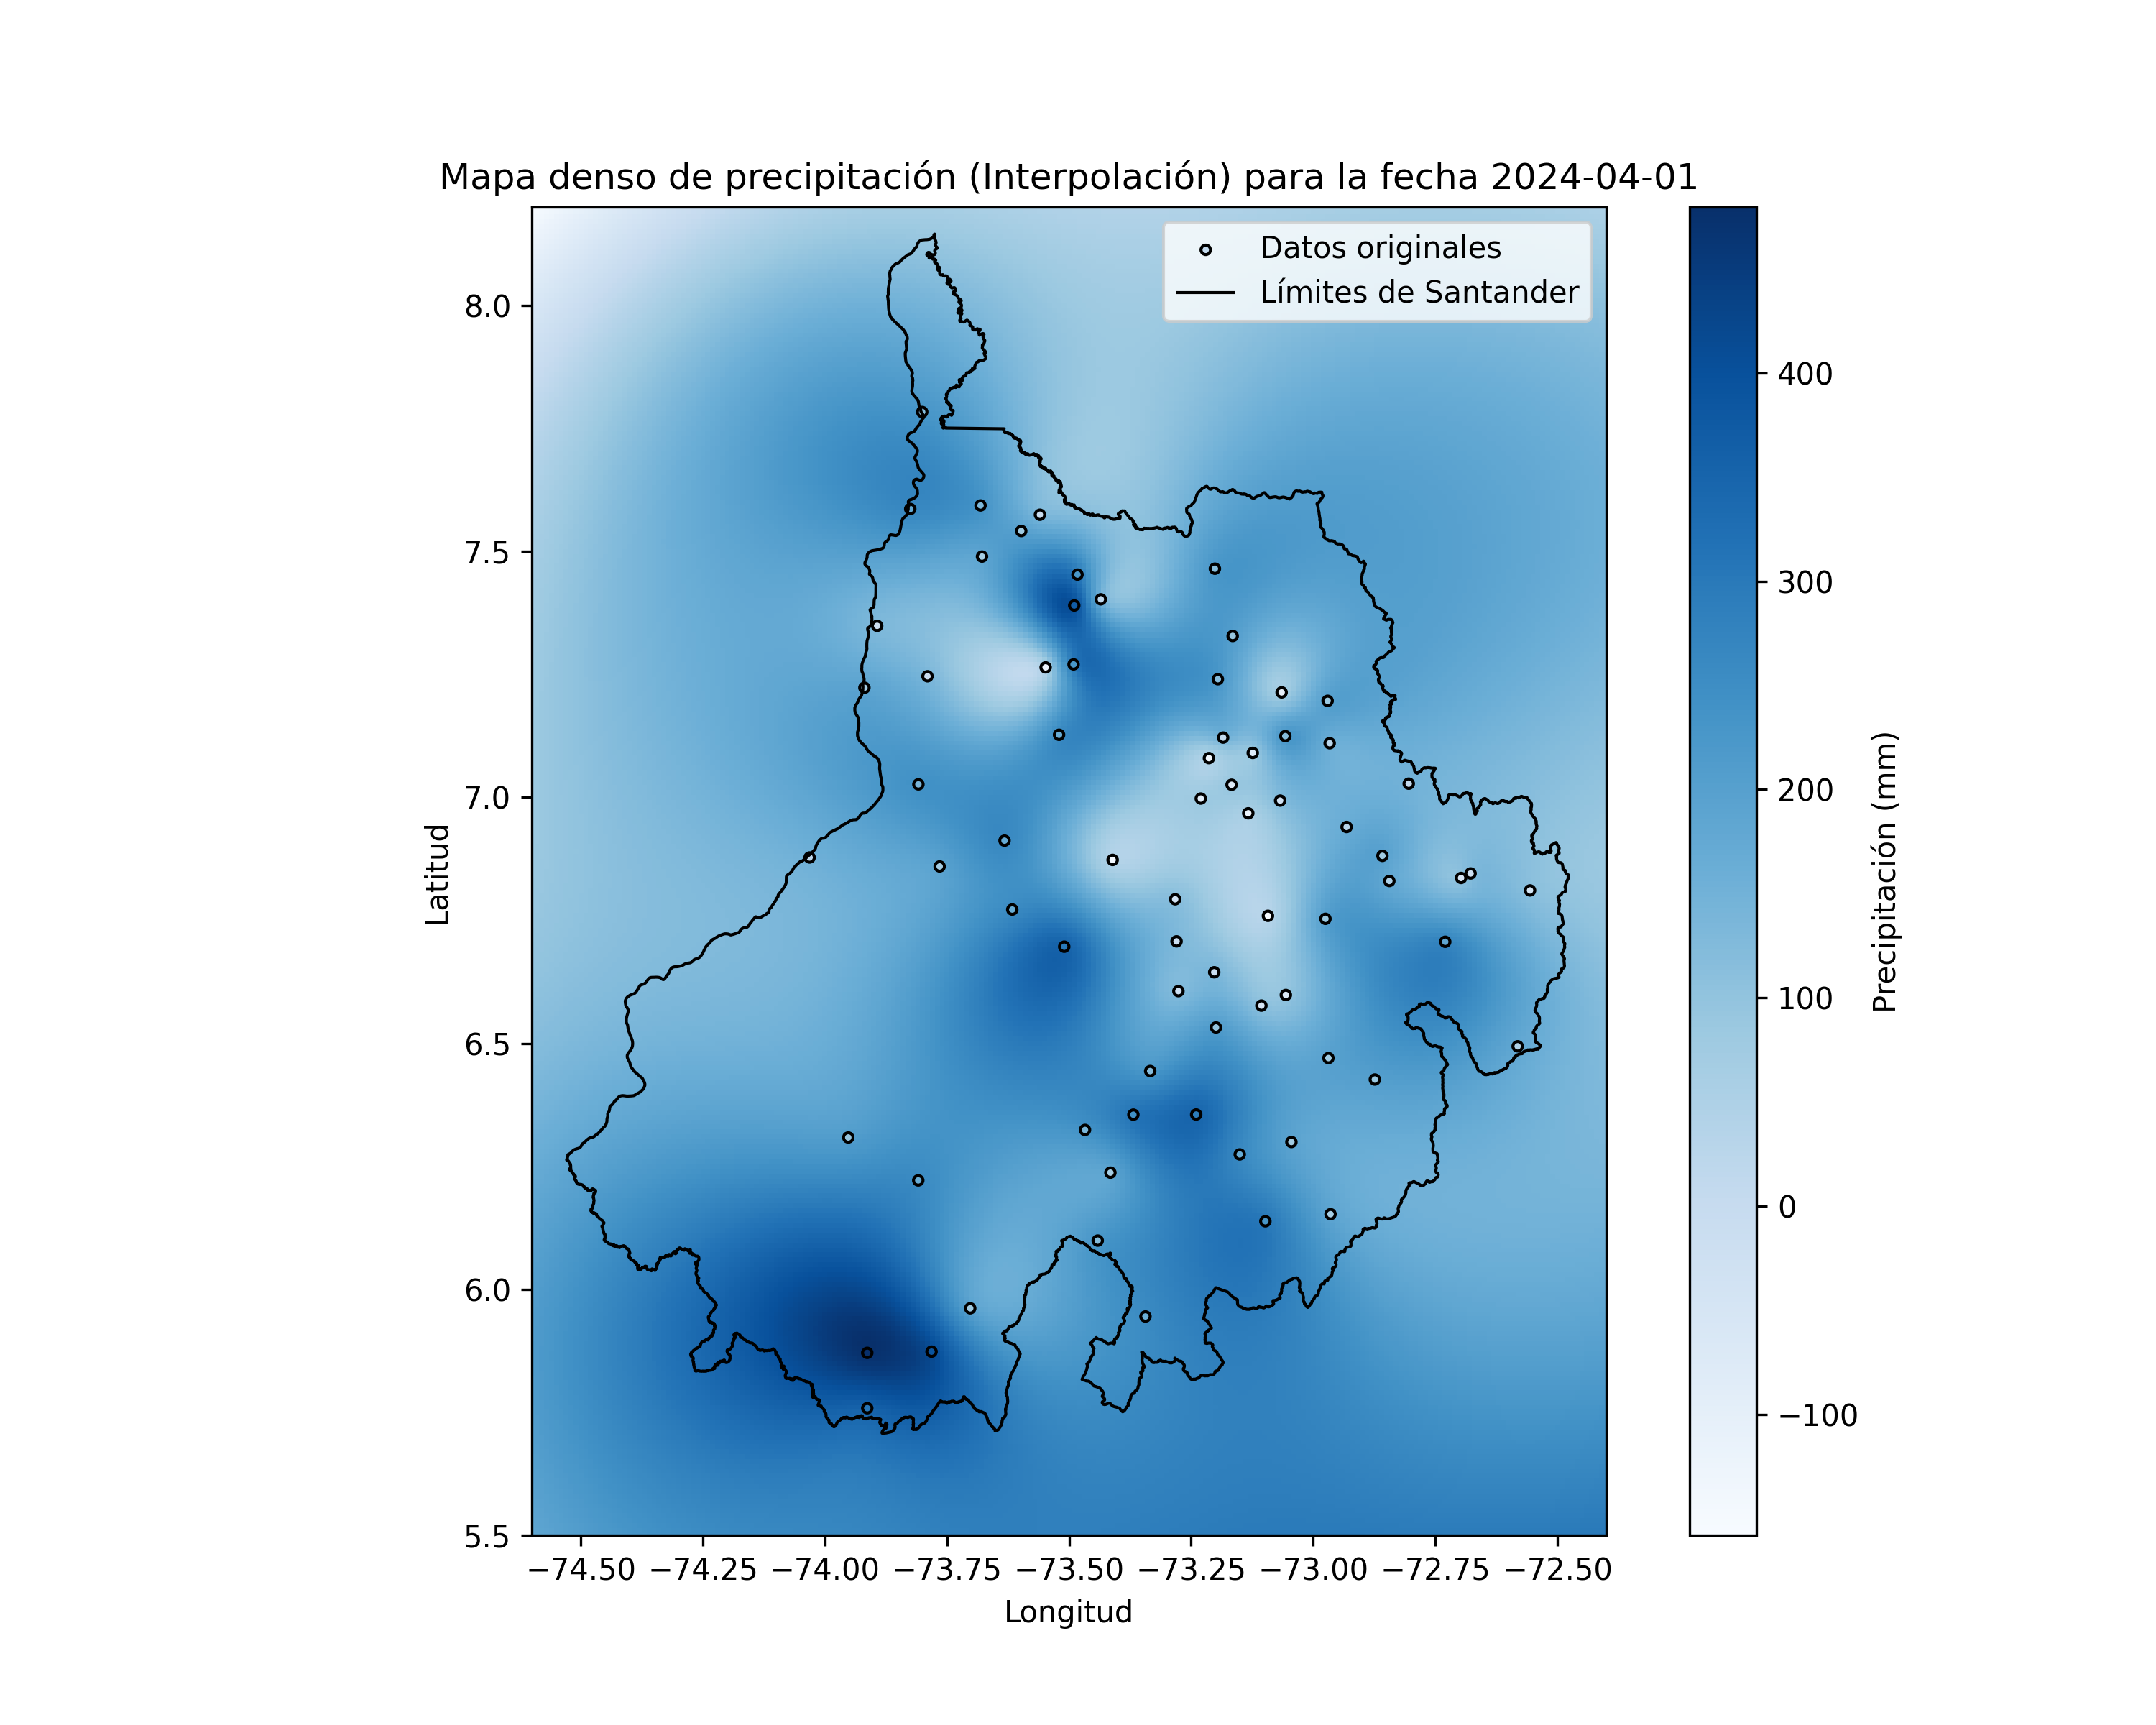 Mapa denso de precipitación (Interpolación) para la fecha 2024-04-01
Datos originales
Límites de Santander
8.0
7.5
7.0
6.5
6.0
5.5
Latitud
−74.50 −74.25 −74.00 −73.75 −73.50 −73.25 −73.00 −72.75 −72.50
Longitud
400
300
200
100
0
−100
Precipitación (mm)